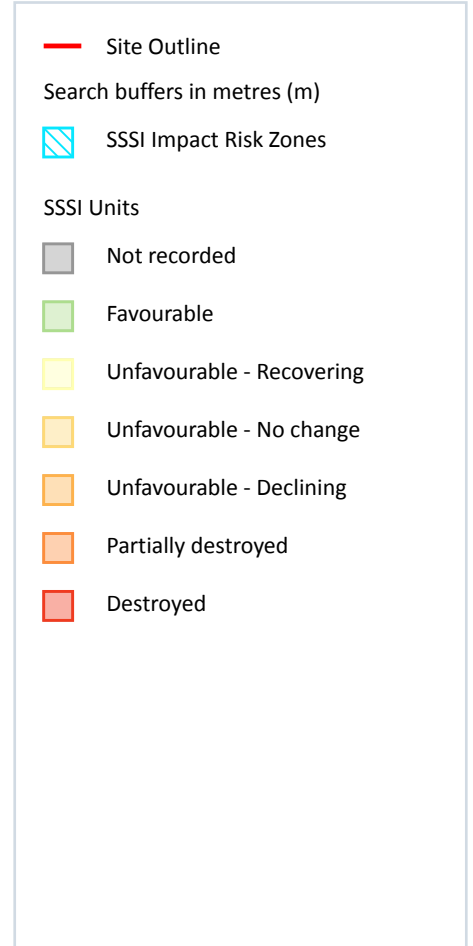 Site Outline
Search buffers in metres (m)
SSSI Impact Risk Zones
SSSI Units
Not recorded
Favourable
Unfavourable - Recovering
Unfavourable - No change
Unfavourable - Declining
Partially destroyed
Destroyed